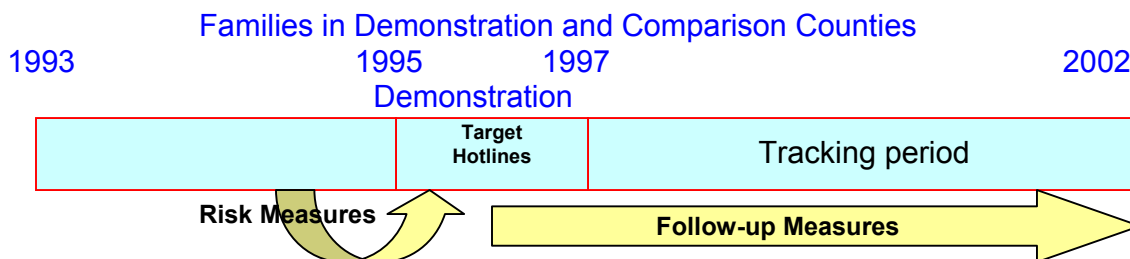 Families in Demonstration and Comparison Counties
1993 1995 1997 2002
Demonstration
Target
Hotlines
Tracking period
Risk Measures
Follow-up Measures